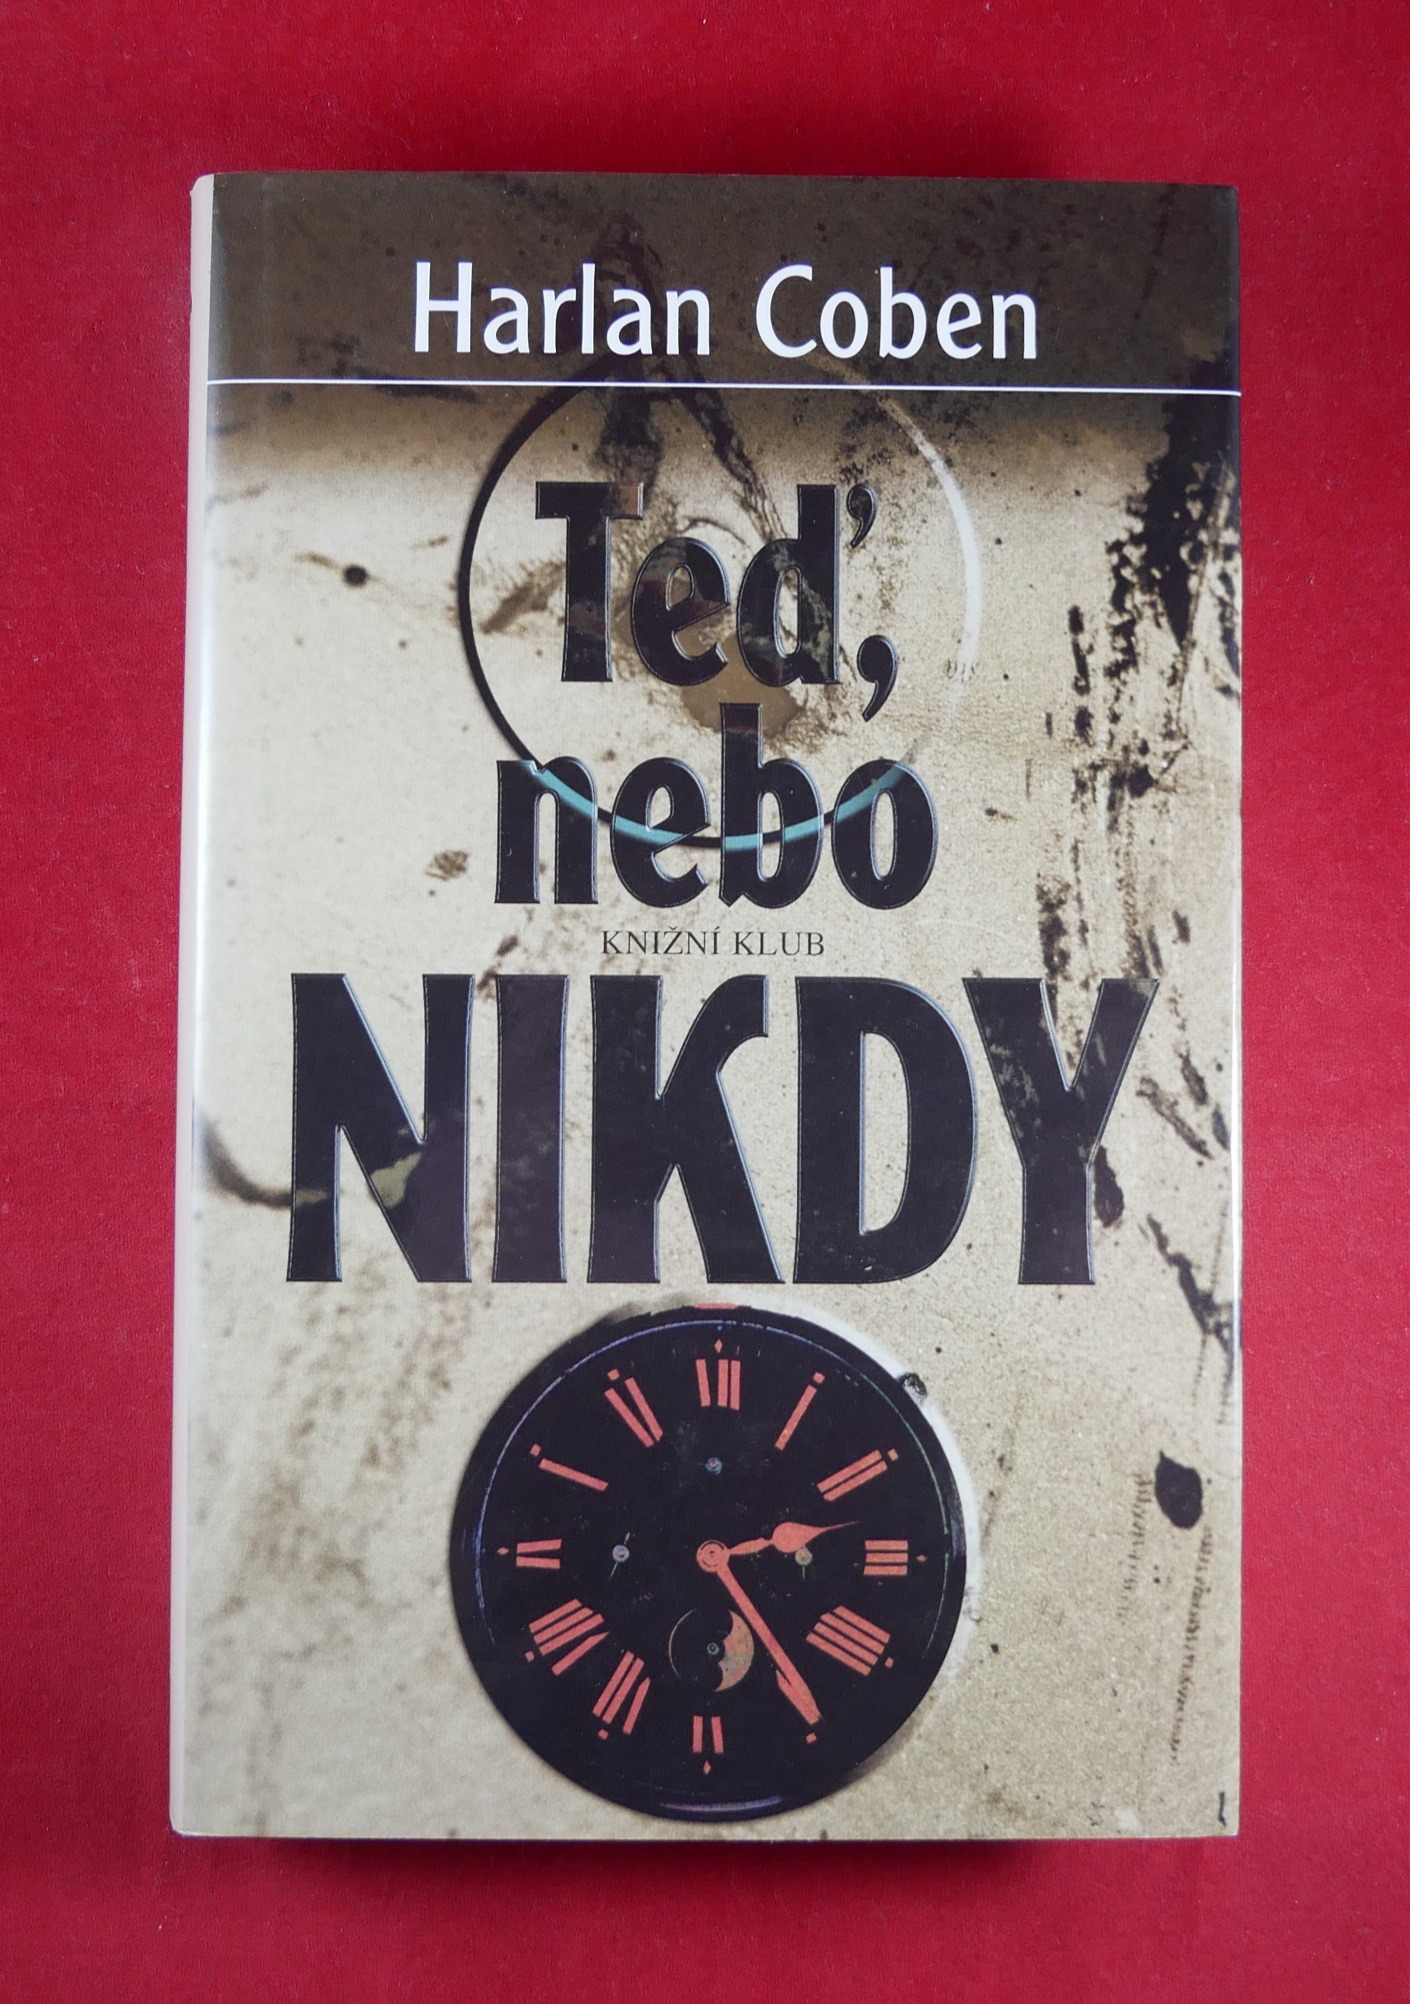 Harlan Coben
Teď,
nebo
KNIŽNÍ KLUB
NIKDY